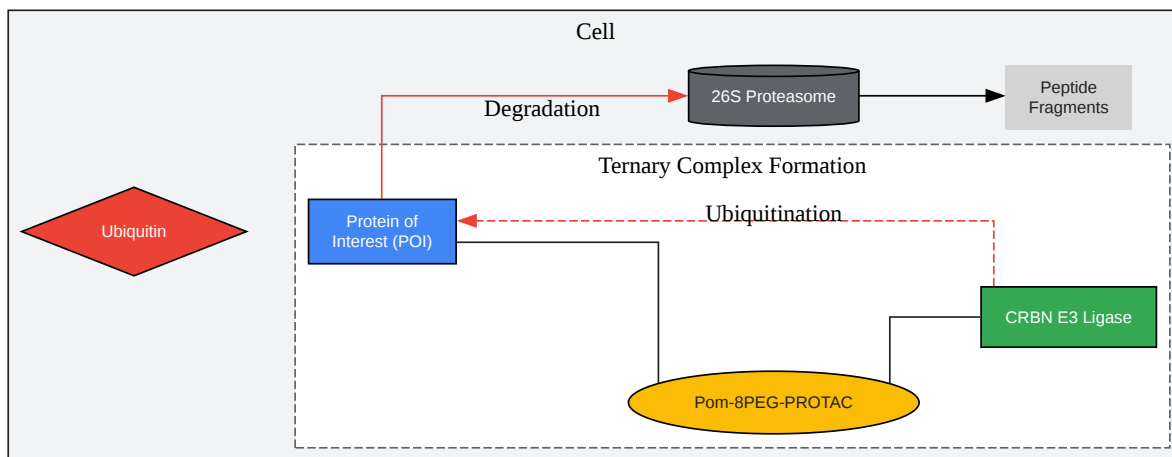 Cell
26S Proteasome
Peptide
Fragments
Degradation
Ternary Complex Formation
Ubiquitination
Ubiquitin
Protein of
Interest (POI)
CRBN E3 Ligase
Pom-8PEG-PROTAC